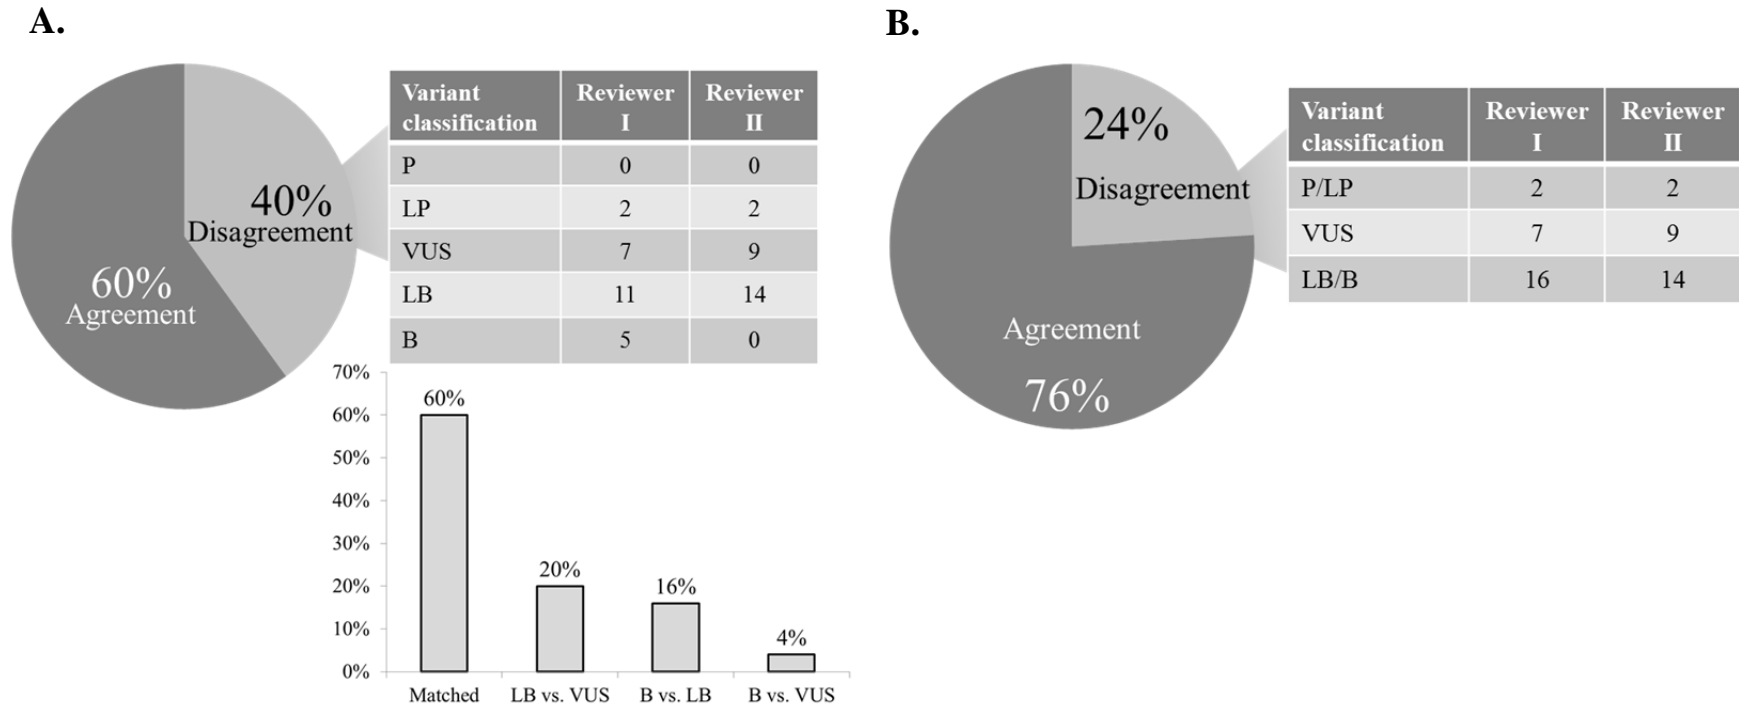 A.
40%
Disagreement
60%
Agreement
Variant classification Reviewer I Reviewer II
P 0 0
LP 2 2
VUS 7 9
LB 11 14
B 5 0
70%
60%
50%
40%
30%
20%
10%
0%
60%
20%
16%
4%
Matched LB vs. VUS B vs. LB B vs. VUS
B.
24%
Disagreement
Agreement
76%
Variant classification Reviewer I Reviewer II
P/LP 2 2
VUS 7 9
LB/B 16 14